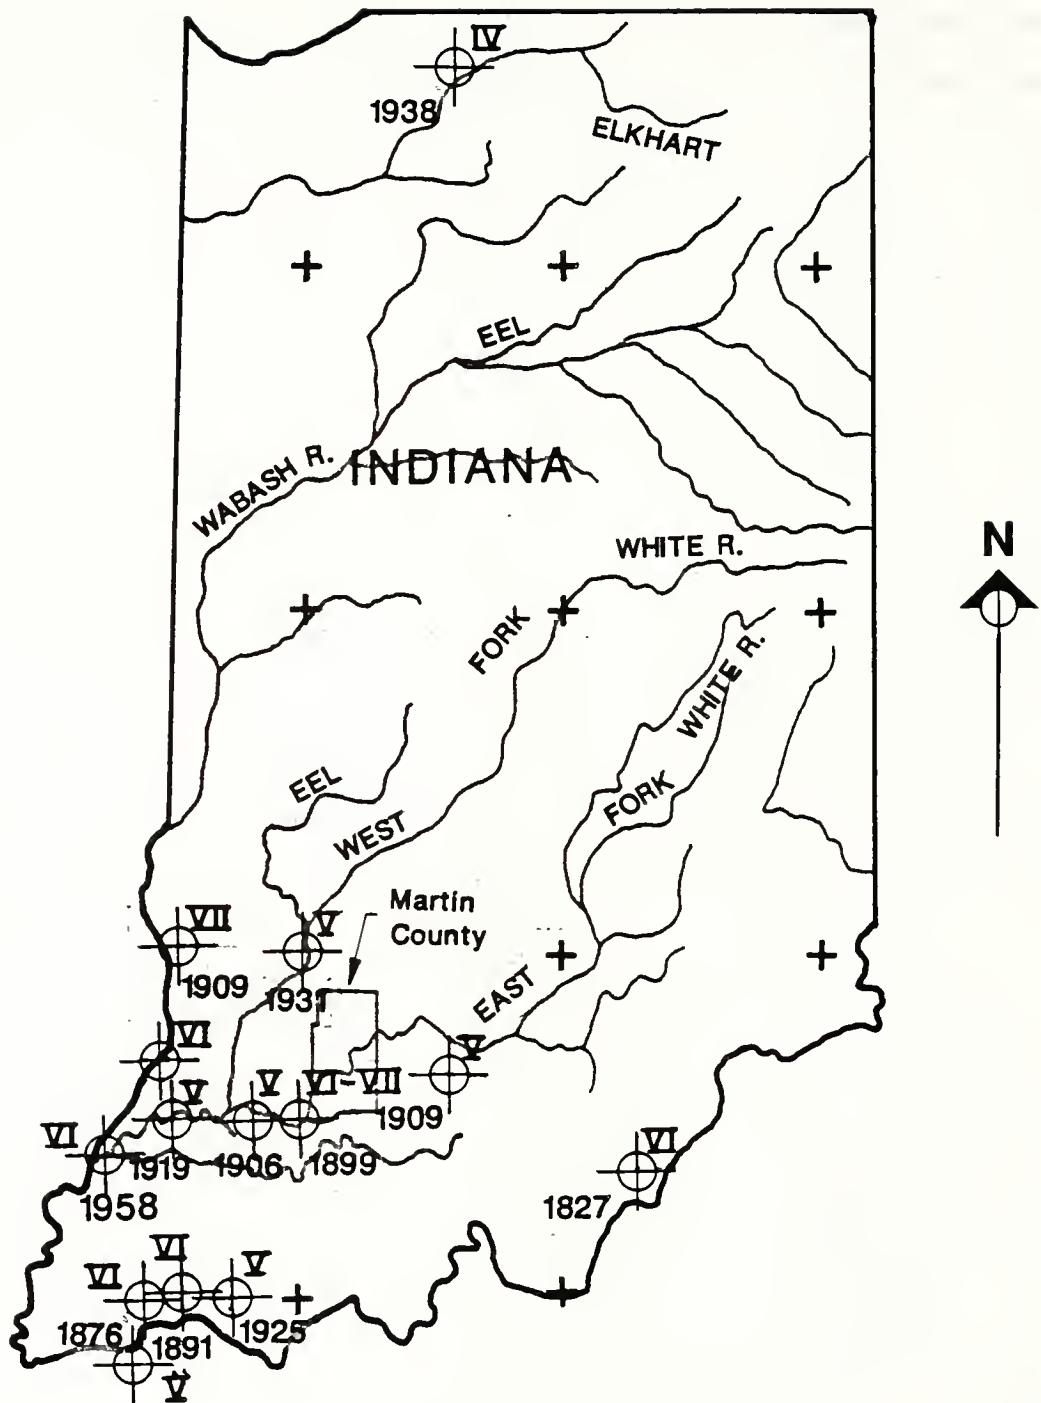 IV
1938
ELKHART
EEL
WABASH R.
INDIANA
WHITE R.
N
FORK
WHITE R.
EEL
FORK
WEST
Martin
County
VII
V
1909
1931
EAST
VI
V
V
V
VI-VII
1909
VI
VI
1919
1906
1899
1958
1827
VI
VI
V
1876
1891
1925
V